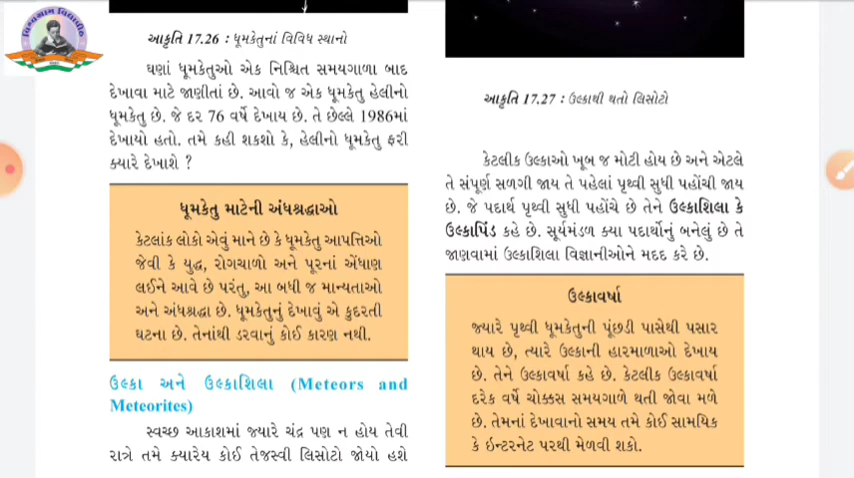 વિશ્વગ્રામ વિદ્યાપીઠ
આકૃતિ 17.26 : ધૂમકેતુનાં વિવિધ સ્થાનો
ઘણાં ધૂમકેતુઓ એક નિશ્ચિત સમયગાળા બાદ
દેખાવા માટે જાણીતાં છે. આવો જ એક ધૂમકેતુ હેલીનો
ધૂમકેતુ છે. જે દર 76 વર્ષે દેખાય છે. તે છેલ્લે 1986માં
દેખાયો હતો. તમે કહી શકશો કે, હેલીનો ધૂમકેતુ ફરી
ક્યારે દેખાશે ?
ધૂમકેતુ માટેની અંધશ્રદ્ધાઓ
કેટલાંક લોકો એવું માને છે કે ધૂમકેતુ આપત્તિઓ
જેવી કે યુદ્ધ, રોગચાળો અને પૂરનાં એંધાણ
લઈને આવે છે પરંતુ, આ બધી જ માન્યતાઓ
અને અંધશ્રદ્ધા છે. ધૂમકેતુનું દેખાવું એ કુદરતી
ઘટના છે. તેનાંથી ડરવાનું કોઈ કારણ નથી.
ઉલ્કા અને ઉલ્કાશિલા (Meteors and
Meteorites)
સ્વચ્છ આકાશમાં જ્યારે ચંદ્ર પણ ન હોય તેવી
રાત્રે તમે ક્યારેય કોઈ તેજસ્વી લિસોટો જોયો હશે
આકૃતિ 17.27 : ઉલ્કાથી થતો લિસોટો
કેટલીક ઉલ્કાઓ ખૂબ જ મોટી હોય છે અને એટલે
તે સંપૂર્ણ સળગી જાય તે પહેલાં પૃથ્વી સુધી પહોંચી જાય
છે. જે પદાર્થ પૃથ્વી સુધી પહોંચે છે તેને ઉલ્કાશિલા કે
ઉલ્કાપિંડ કહે છે. સૂર્યમંડળ ક્યા પદાર્થોનું બનેલું છે તે
જાણવામાં ઉલ્કાશિલા વિજ્ઞાનીઓને મદદ કરે છે.
ઉલ્કાવર્ષા
જ્યારે પૃથ્વી ધૂમકેતુની પૂંછડી પાસેથી પસાર
થાય છે, ત્યારે ઉલ્કાની હારમાળાઓ દેખાય
છે. તેને ઉલ્કાવર્ષા કહે છે. કેટલીક ઉલ્કાવર્ષા
દરેક વર્ષે ચોક્કસ સમયગાળે થતી જોવા મળે
છે. તેમનાં દેખાવાનો સમય તમે કોઈ સામયિક
કે ઇન્ટરનેટ પરથી મેળવી શકો.